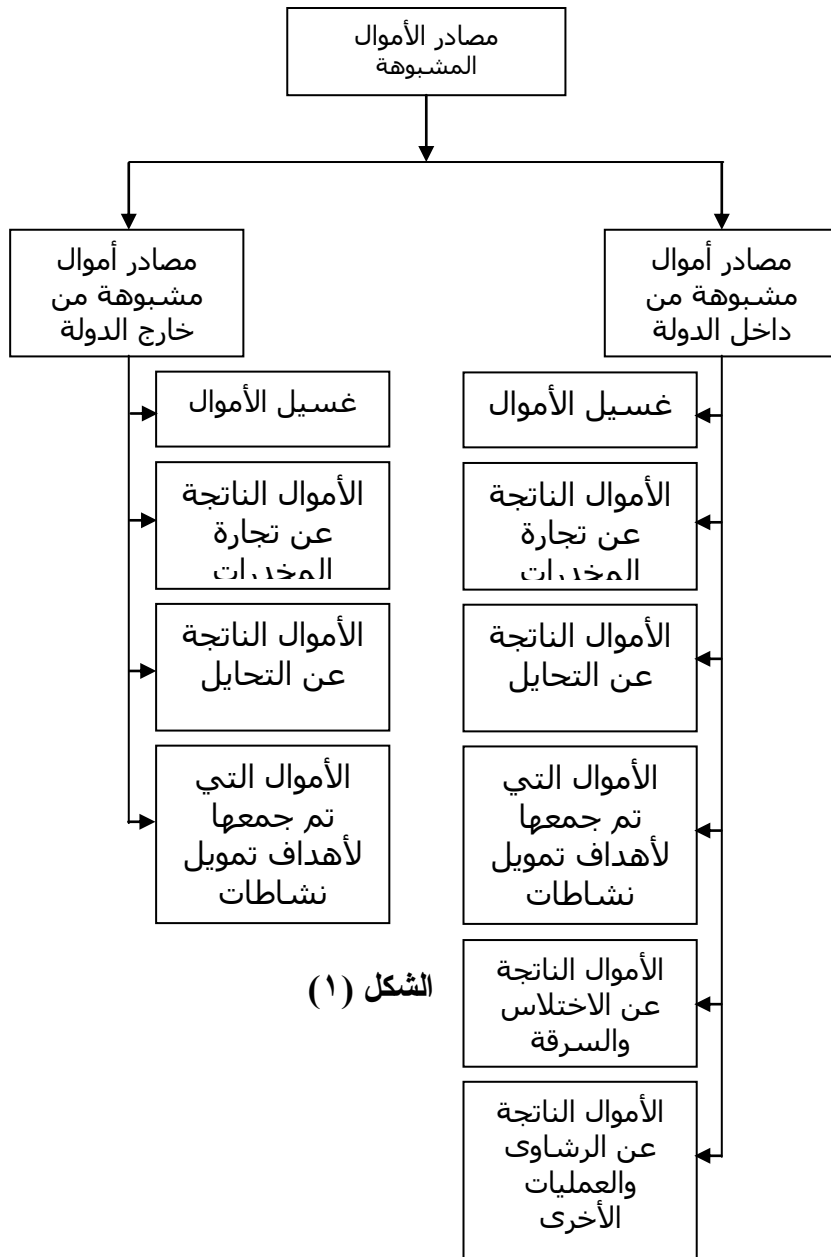 مصادر الأموال
المشبوهة
مصادر أموال
مشبوهة من
داخل الدولة
مصادر أموال
مشبوهة من
خارج الدولة
غسيل الأموال
الأموال الناتجة
عن تجارة
المخدرات
الأموال الناتجة
عن التحايل
الأموال التي
تم جمعها
لأهداف تمويل
نشاطات
الأموال الناتجة
عن الاختلاس
والسرقة
الأموال الناتجة
عن الرشاوى
والعمليات
الأخرى
غسيل الأموال
الأموال الناتجة
عن تجارة
المخدرات
الأموال الناتجة
عن التحايل
الأموال التي
تم جمعها
لأهداف تمويل
نشاطات
الشكل (١)